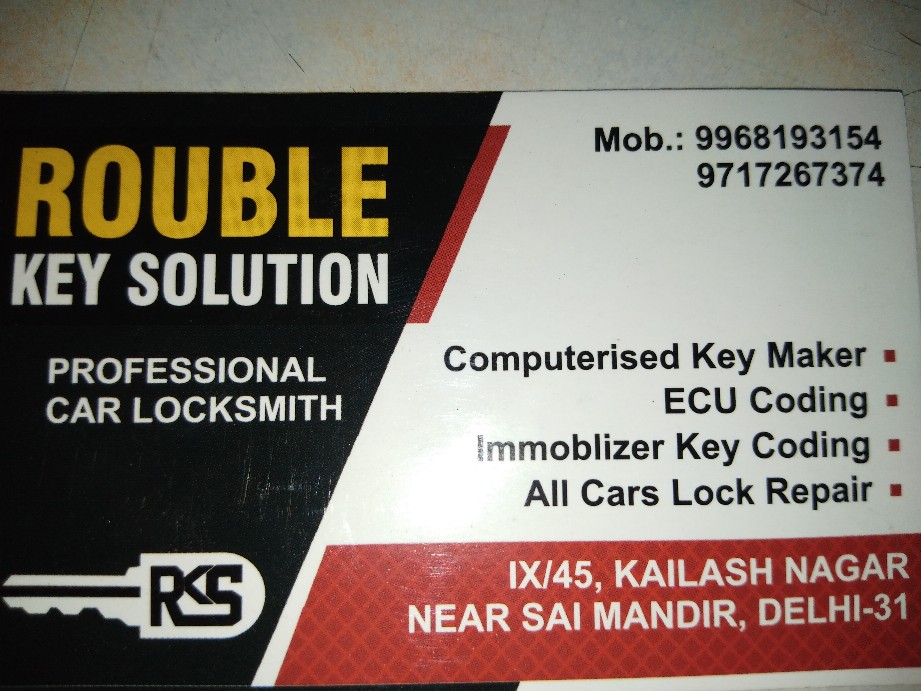 ROUBLE
KEY SOLUTION
PROFESSIONAL
CAR LOCKSMITH
RKS
Mob.: 9968193154
9717267374
Computerised Key Maker
ECU Coding
Immoblizer Key Coding
All Cars Lock Repair
IX/45, KAILASH NAGAR
NEAR SAI MANDIR, DELHI-31